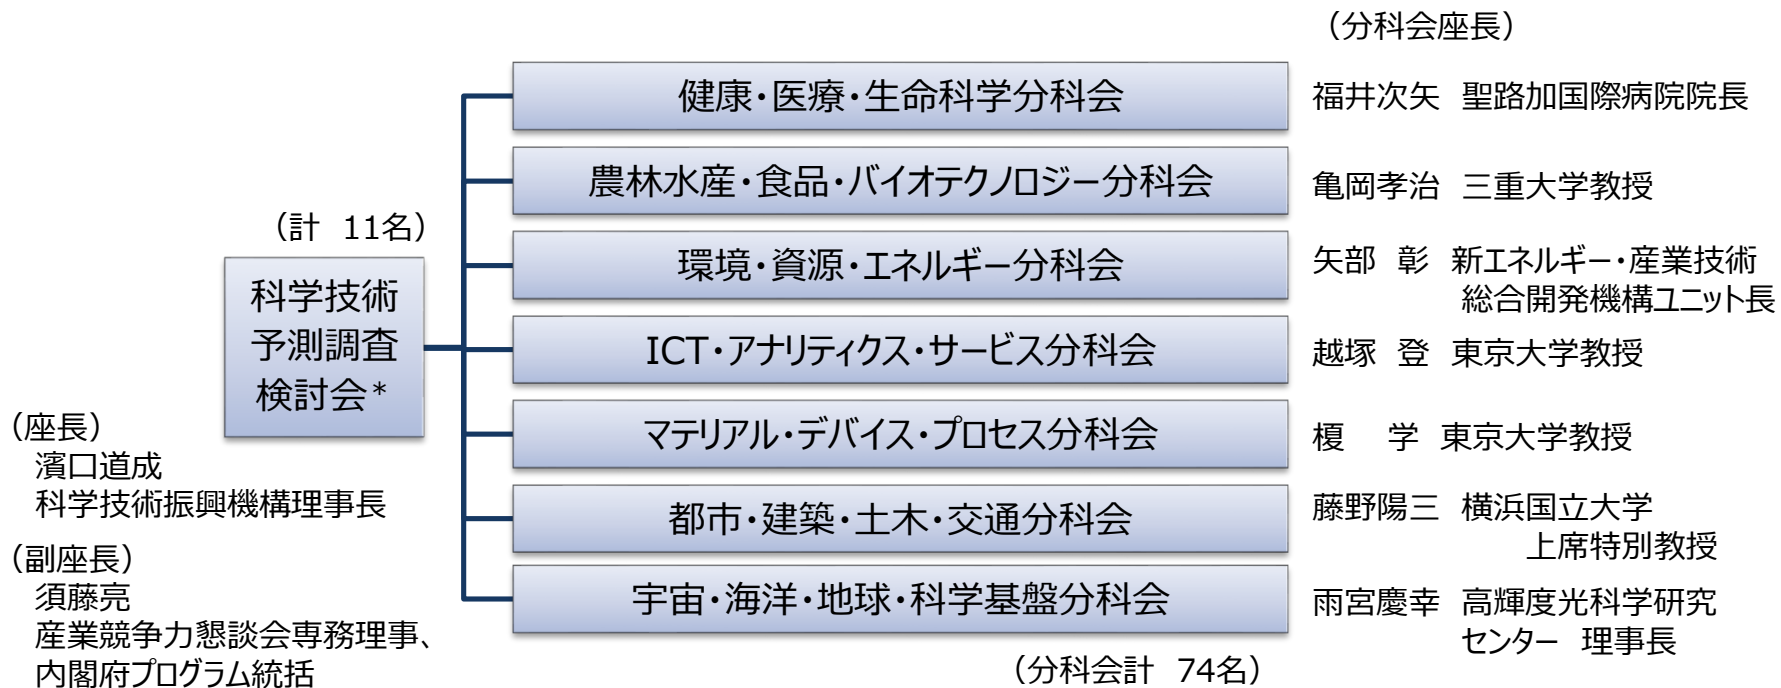 （計　11名）
科学技術
予測調査
検討会*
（座長）
濱口道成
科学技術振興機構理事長
（副座長）
須藤亮
産業競争力懇談会専務理事、
内閣府プログラム統括
（分科会座長）
健康・医療・生命科学分科会
福井次矢　聖路加国際病院院長
農林水産・食品・バイオテクノロジー分科会
亀岡孝治　三重大学教授
環境・資源・エネルギー分科会
矢部　彰　新エネルギー・産業技術
総合開発機構ユニット長
ICT・アナリティクス・サービス分科会
越塚　登　東京大学教授
マテリアル・デバイス・プロセス分科会
榎　学　東京大学教授
都市・建築・土木・交通分科会
藤野陽三　横浜国立大学
上席特別教授
宇宙・海洋・地球・科学基盤分科会
雨宮慶幸　高輝度光科学研究
センター　理事長
（分科会計　74名）